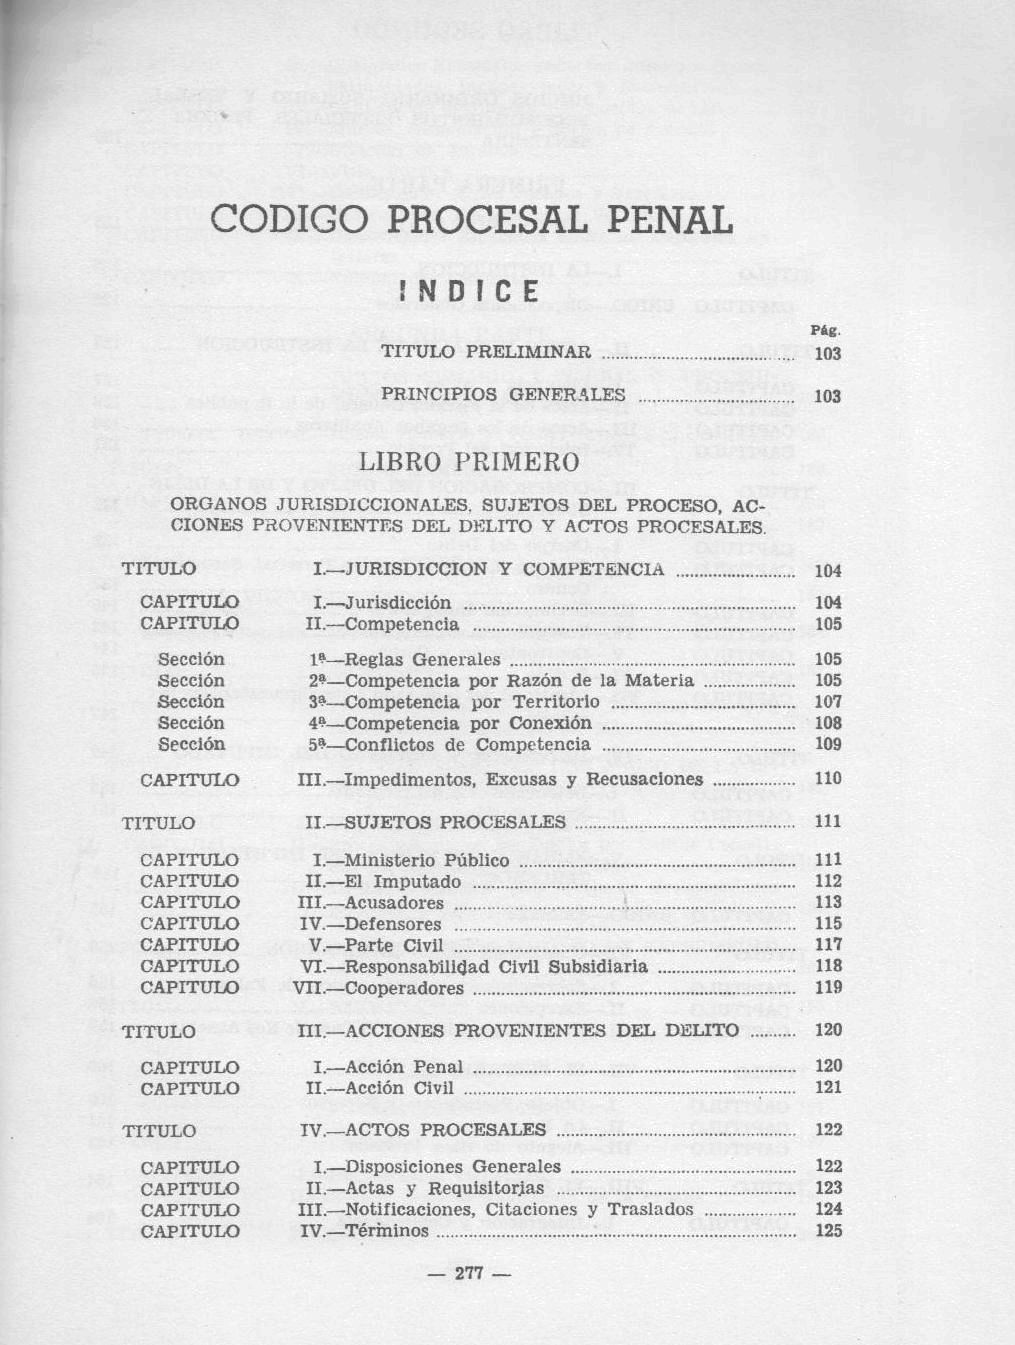 CODIGO PROCESAL PENAL
INDICE
Pág.
TITULO PRELIMINAR ........ 103
PRINCIPIOS GENERALES ........ 103
LIBRO PRIMERO
ORGANOS JURISDICCIONALES, SUJETOS DEL PROCESO, AC-
CIONES PROVENIENTES DEL DELITO Y ACTOS PROCESALES.
TITULO I.—JURISDICCION Y COMPETENCIA ........ 104
CAPITULO I.—Jurisdicción ........ 104
CAPITULO II.—Competencia ........ 105
Sección 1ª—Reglas Generales ........ 105
Sección 2ª—Competencia por Razón de la Materia ........ 105
Sección 3ª—Competencia por Territorio ........ 107
Sección 4ª—Competencia por Conexión ........ 108
Sección 5ª—Conflictos de Competencia ........ 109
CAPITULO III.—Impedimentos, Excusas y Recusaciones ........ 110
TITULO II.—SUJETOS PROCESALES ........ 111
CAPITULO I.—Ministerio Público ........ 111
CAPITULO II.—El Imputado ........ 112
CAPITULO III.—Acusadores ........ 113
CAPITULO IV.—Defensores ........ 115
CAPITULO V.—Parte Civil ........ 117
CAPITULO VI.—Responsabilidad Civil Subsidiaria ........ 118
CAPITULO VII.—Cooperadores ........ 119
TITULO III.—ACCIONES PROVENIENTES DEL DELITO ........ 120
CAPITULO I.—Acción Penal ........ 120
CAPITULO II.—Acción Civil ........ 121
TITULO IV.—ACTOS PROCESALES ........ 122
CAPITULO I.—Disposiciones Generales ........ 122
CAPITULO II.—Actas y Requisitorias ........ 123
CAPITULO III.—Notificaciones, Citaciones y Traslados ........ 124
CAPITULO IV.—Términos ........ 125
— 277 —